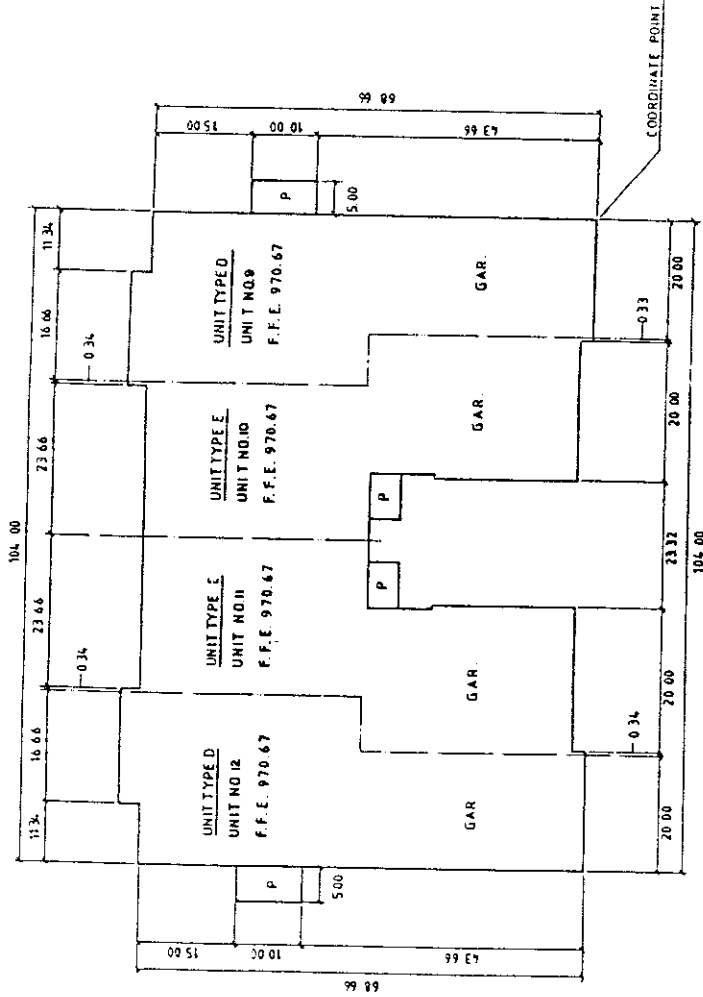 104 00
11 34
16 66
0 34
23 66
23 66
0 34
16 66
11 34
UNIT TYPE D
UNIT NO.12
F.F.E. 970.67
UNIT TYPE E
UNIT NO.11
F.F.E. 970.67
UNIT TYPE E
UNIT NO.10
F.F.E. 970.67
UNIT TYPE D
UNIT NO.9
F.F.E. 970.67
15 00
10 00
43 66
68 66
P
5.00
15 00
10 00
43 66
68 66
P
5.00
P
P
GAR
GAR.
GAR.
GAR.
20 00
0 34
20 00
23.32
20 00
0 33
20 00
104 00
COORDINATE POINT